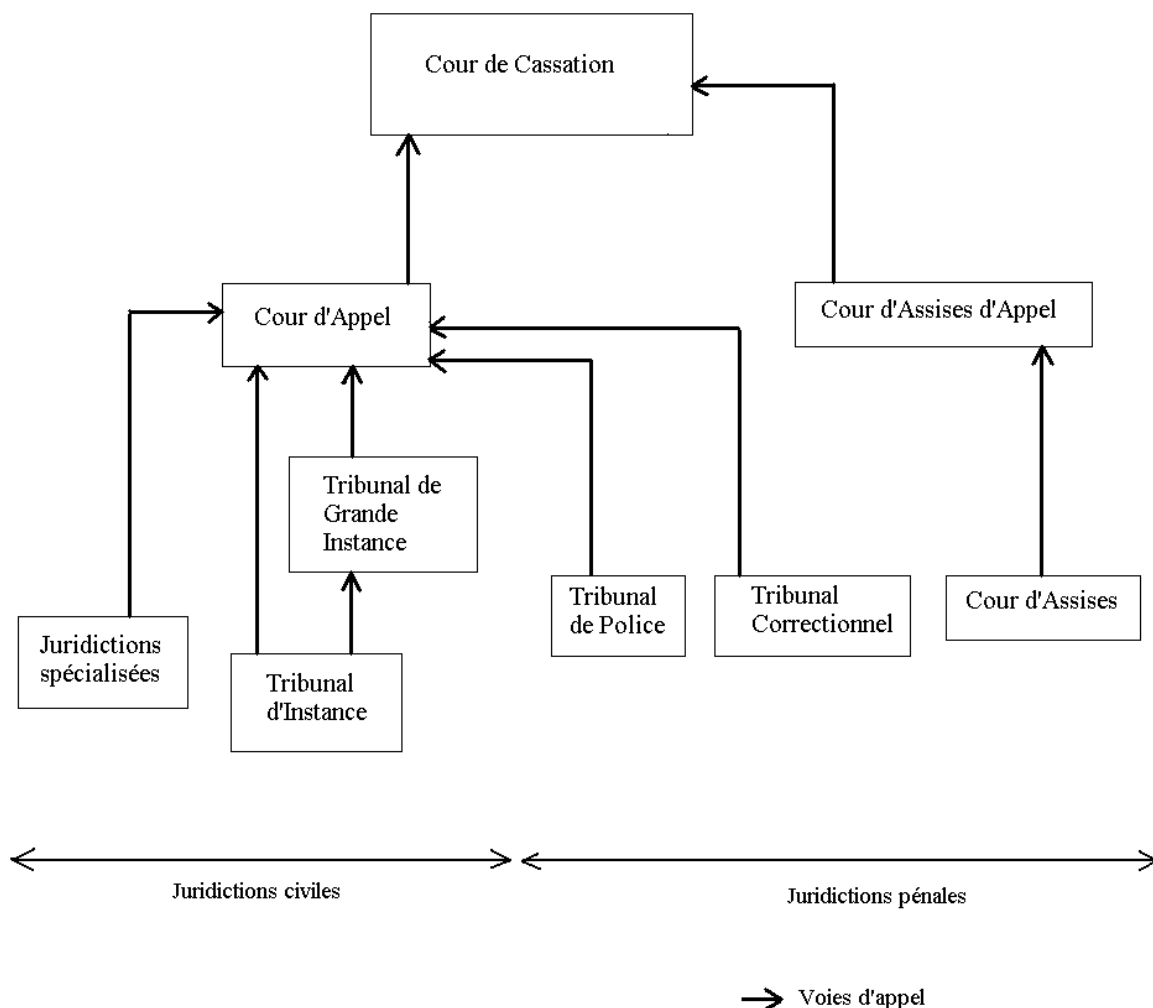 Cour de Cassation
Cour d'Appel
Cour d'Assises d'Appel
Tribunal de
Grande
Instance
Juridictions
spécialisées
Tribunal
d'Instance
Tribunal
de Police
Tribunal
Correctionnel
Cour d'Assises
Juridictions civiles
Juridictions pénales
Voies d'appel